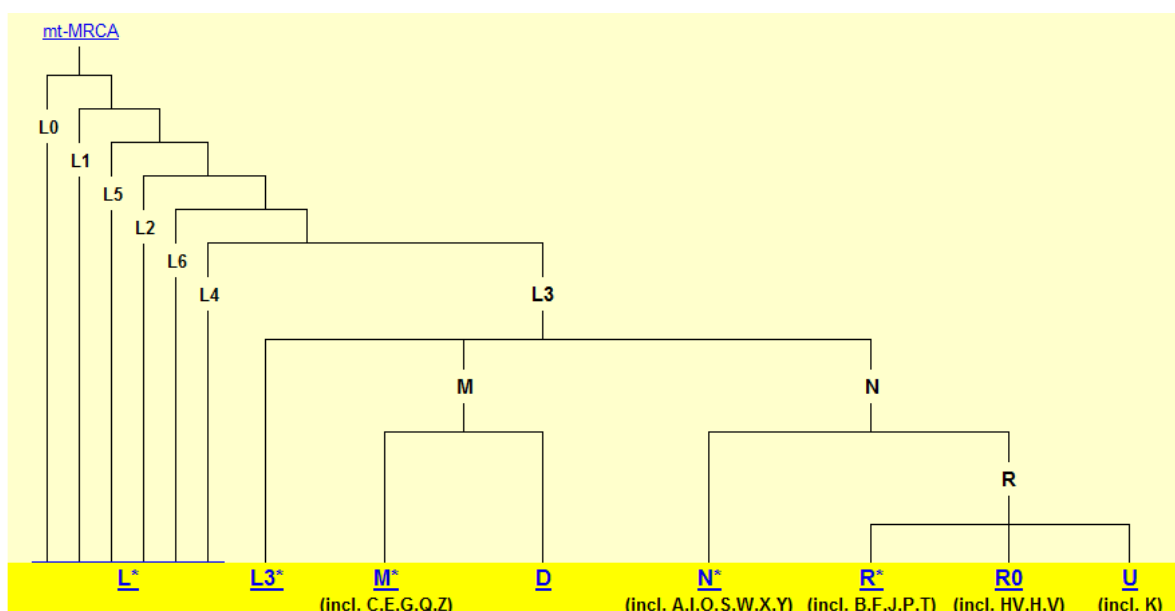 mt-MRCA
L0
L1
L5
L2
L6
L4
L3
M
N
R
L* L3* M* D N* R* R0 U
(incl. C,E,G,Q,Z) (incl. A,I,O,S,W,X,Y) (incl. B,F,J,P,T) (incl. HV,H,V) (incl. K)